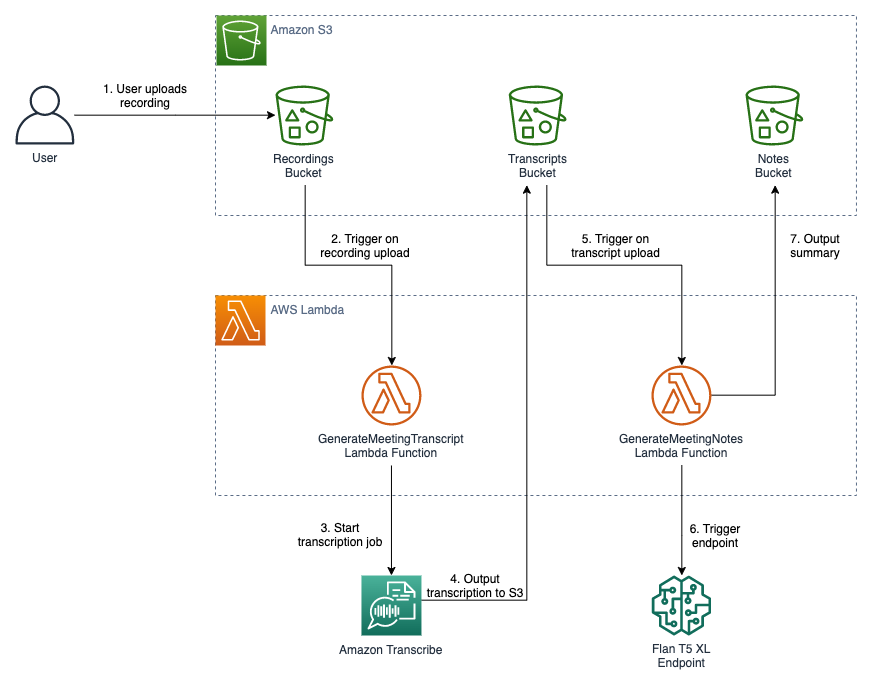 Amazon S3
1. User uploads
recording
User
Recordings
Bucket
Transcripts
Bucket
Notes
Bucket
2. Trigger on
recording upload
5. Trigger on
transcript upload
7. Output
summary
AWS Lambda
GenerateMeetingTranscript
Lambda Function
GenerateMeetingNotes
Lambda Function
3. Start
transcription job
6. Trigger
endpoint
4. Output
transcription to S3
Amazon Transcribe
Flan T5 XL
Endpoint